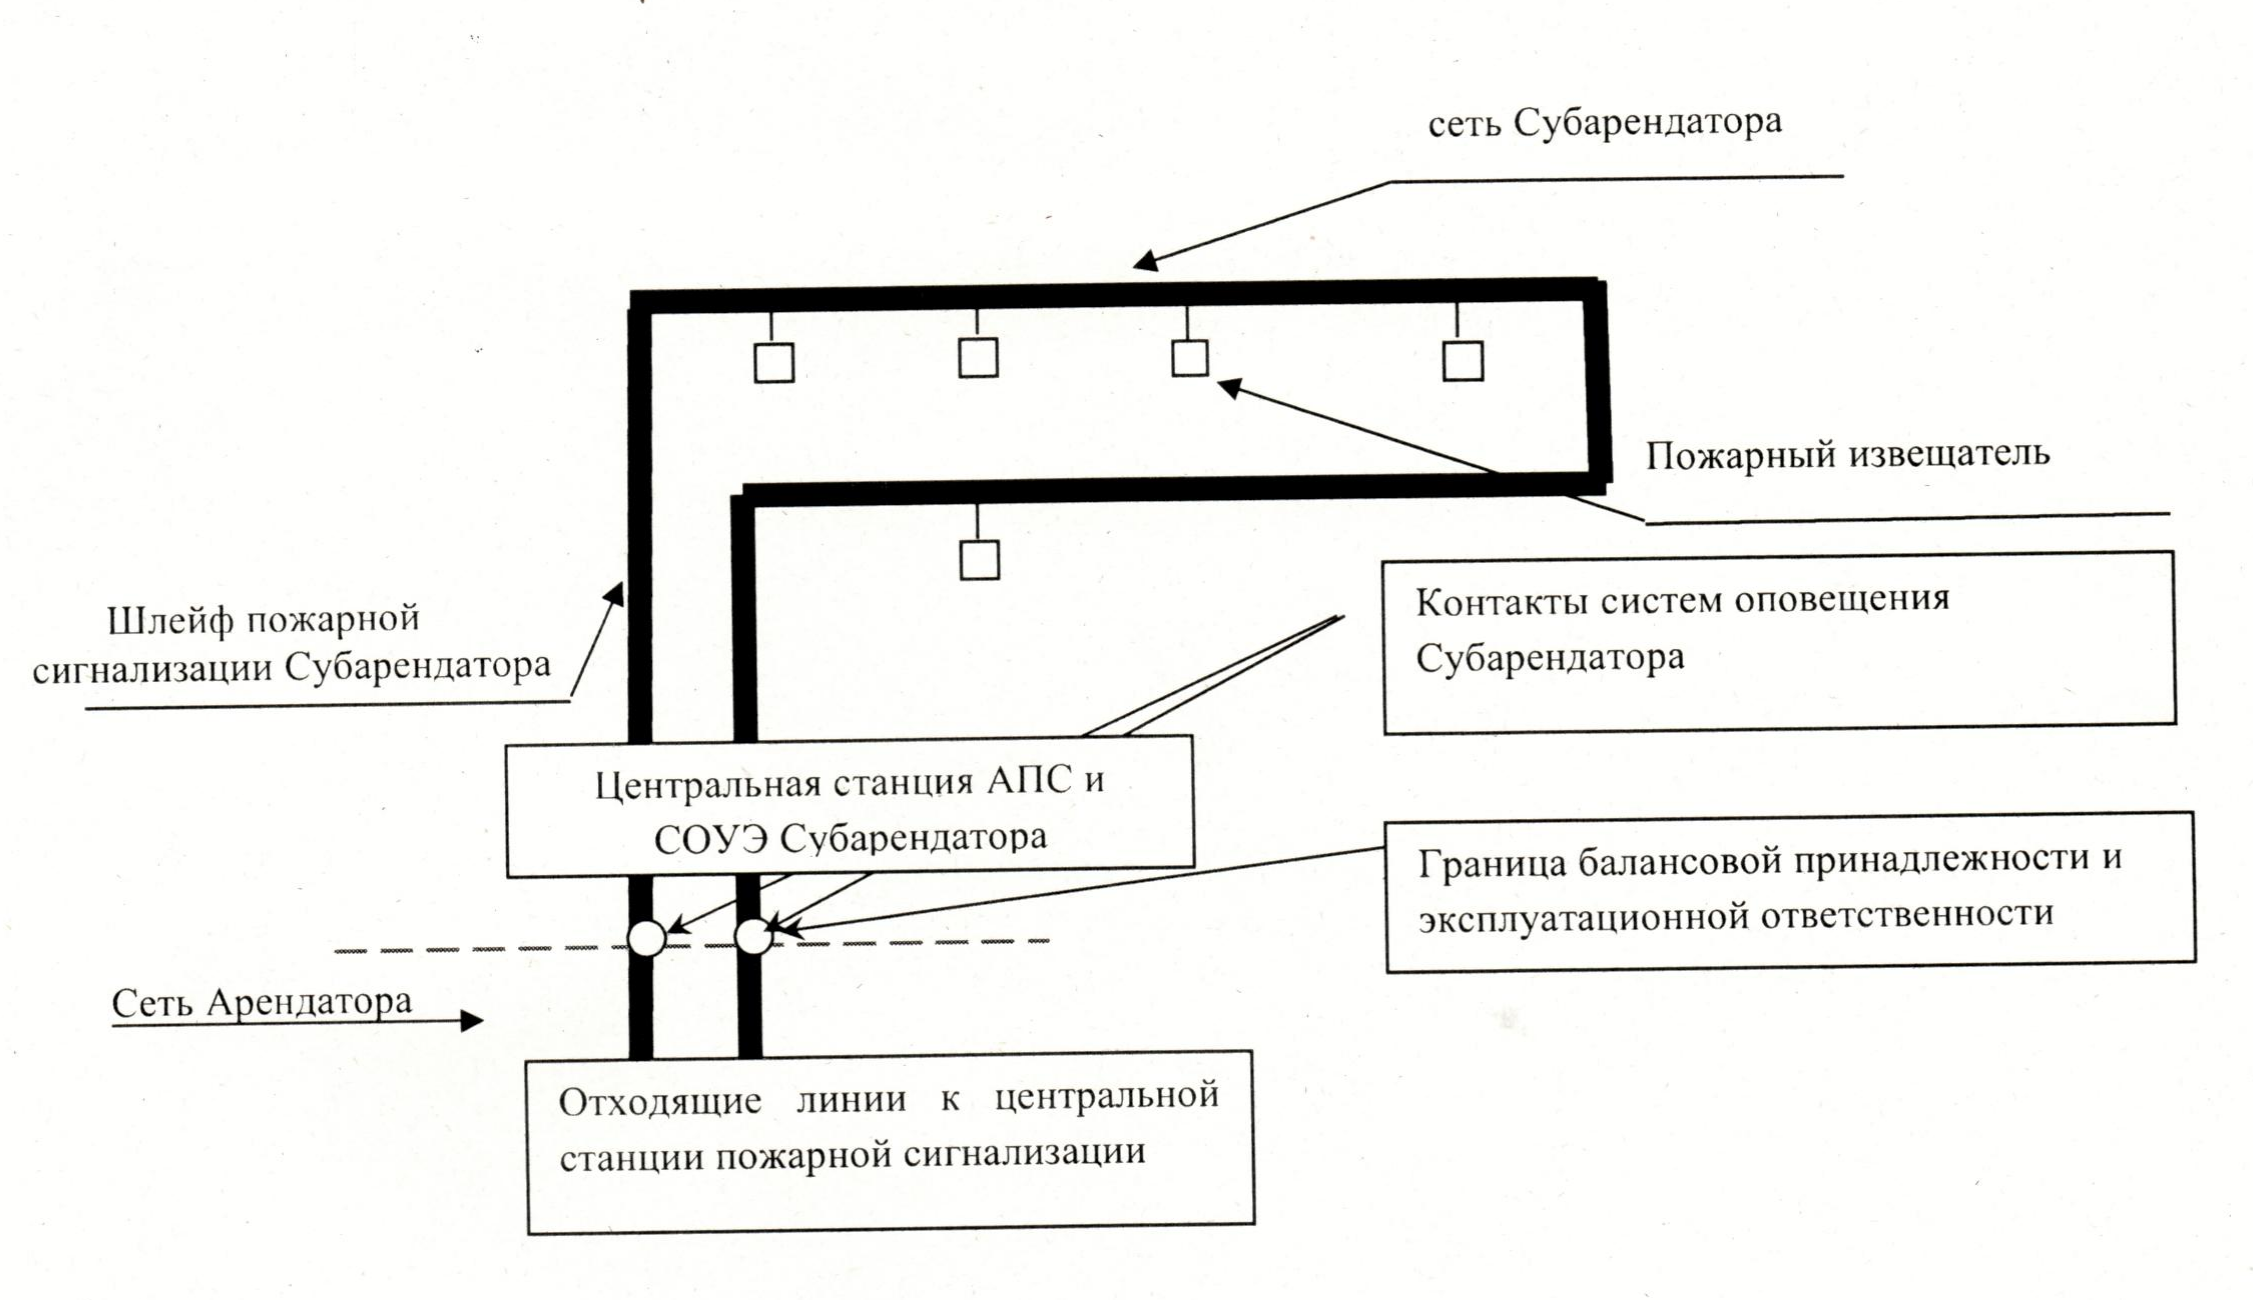 сеть Субарендатора
Пожарный извещатель
Контакты систем оповещения
Субарендатора
Шлейф пожарной
сигнализации Субарендатора
Центральная станция АПС и
СОУЭ Субарендатора
Граница балансовой принадлежности и
эксплуатационной ответственности
Сеть Арендатора
Отходящие линии к центральной
станции пожарной сигнализации